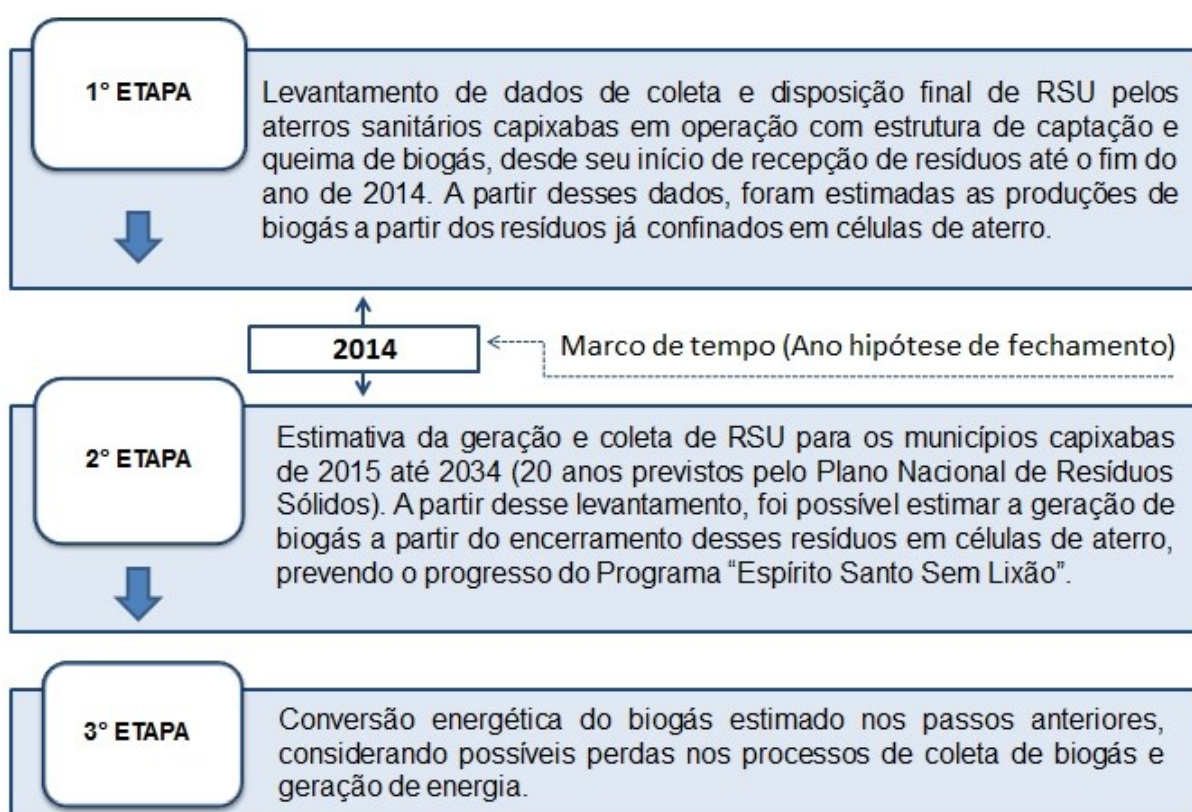 1° ETAPA
Levantamento de dados de coleta e disposição final de RSU pelos
aterros sanitários capixabas em operação com estrutura de captação e
queima de biogás, desde seu início de recepção de resíduos até o fim do
ano de 2014. A partir desses dados, foram estimadas as produções de
biogás a partir dos resíduos já confinados em células de aterro.
2014
Marco de tempo (Ano hipótese de fechamento)
2° ETAPA
Estimativa da geração e coleta de RSU para os municípios capixabas
de 2015 até 2034 (20 anos previstos pelo Plano Nacional de Resíduos
Sólidos). A partir desse levantamento, foi possível estimar a geração de
biogás a partir do encerramento desses resíduos em células de aterro,
prevendo o progresso do Programa “Espírito Santo Sem Lixão”.
3° ETAPA
Conversão energética do biogás estimado nos passos anteriores,
considerando possíveis perdas nos processos de coleta de biogás e
geração de energia.